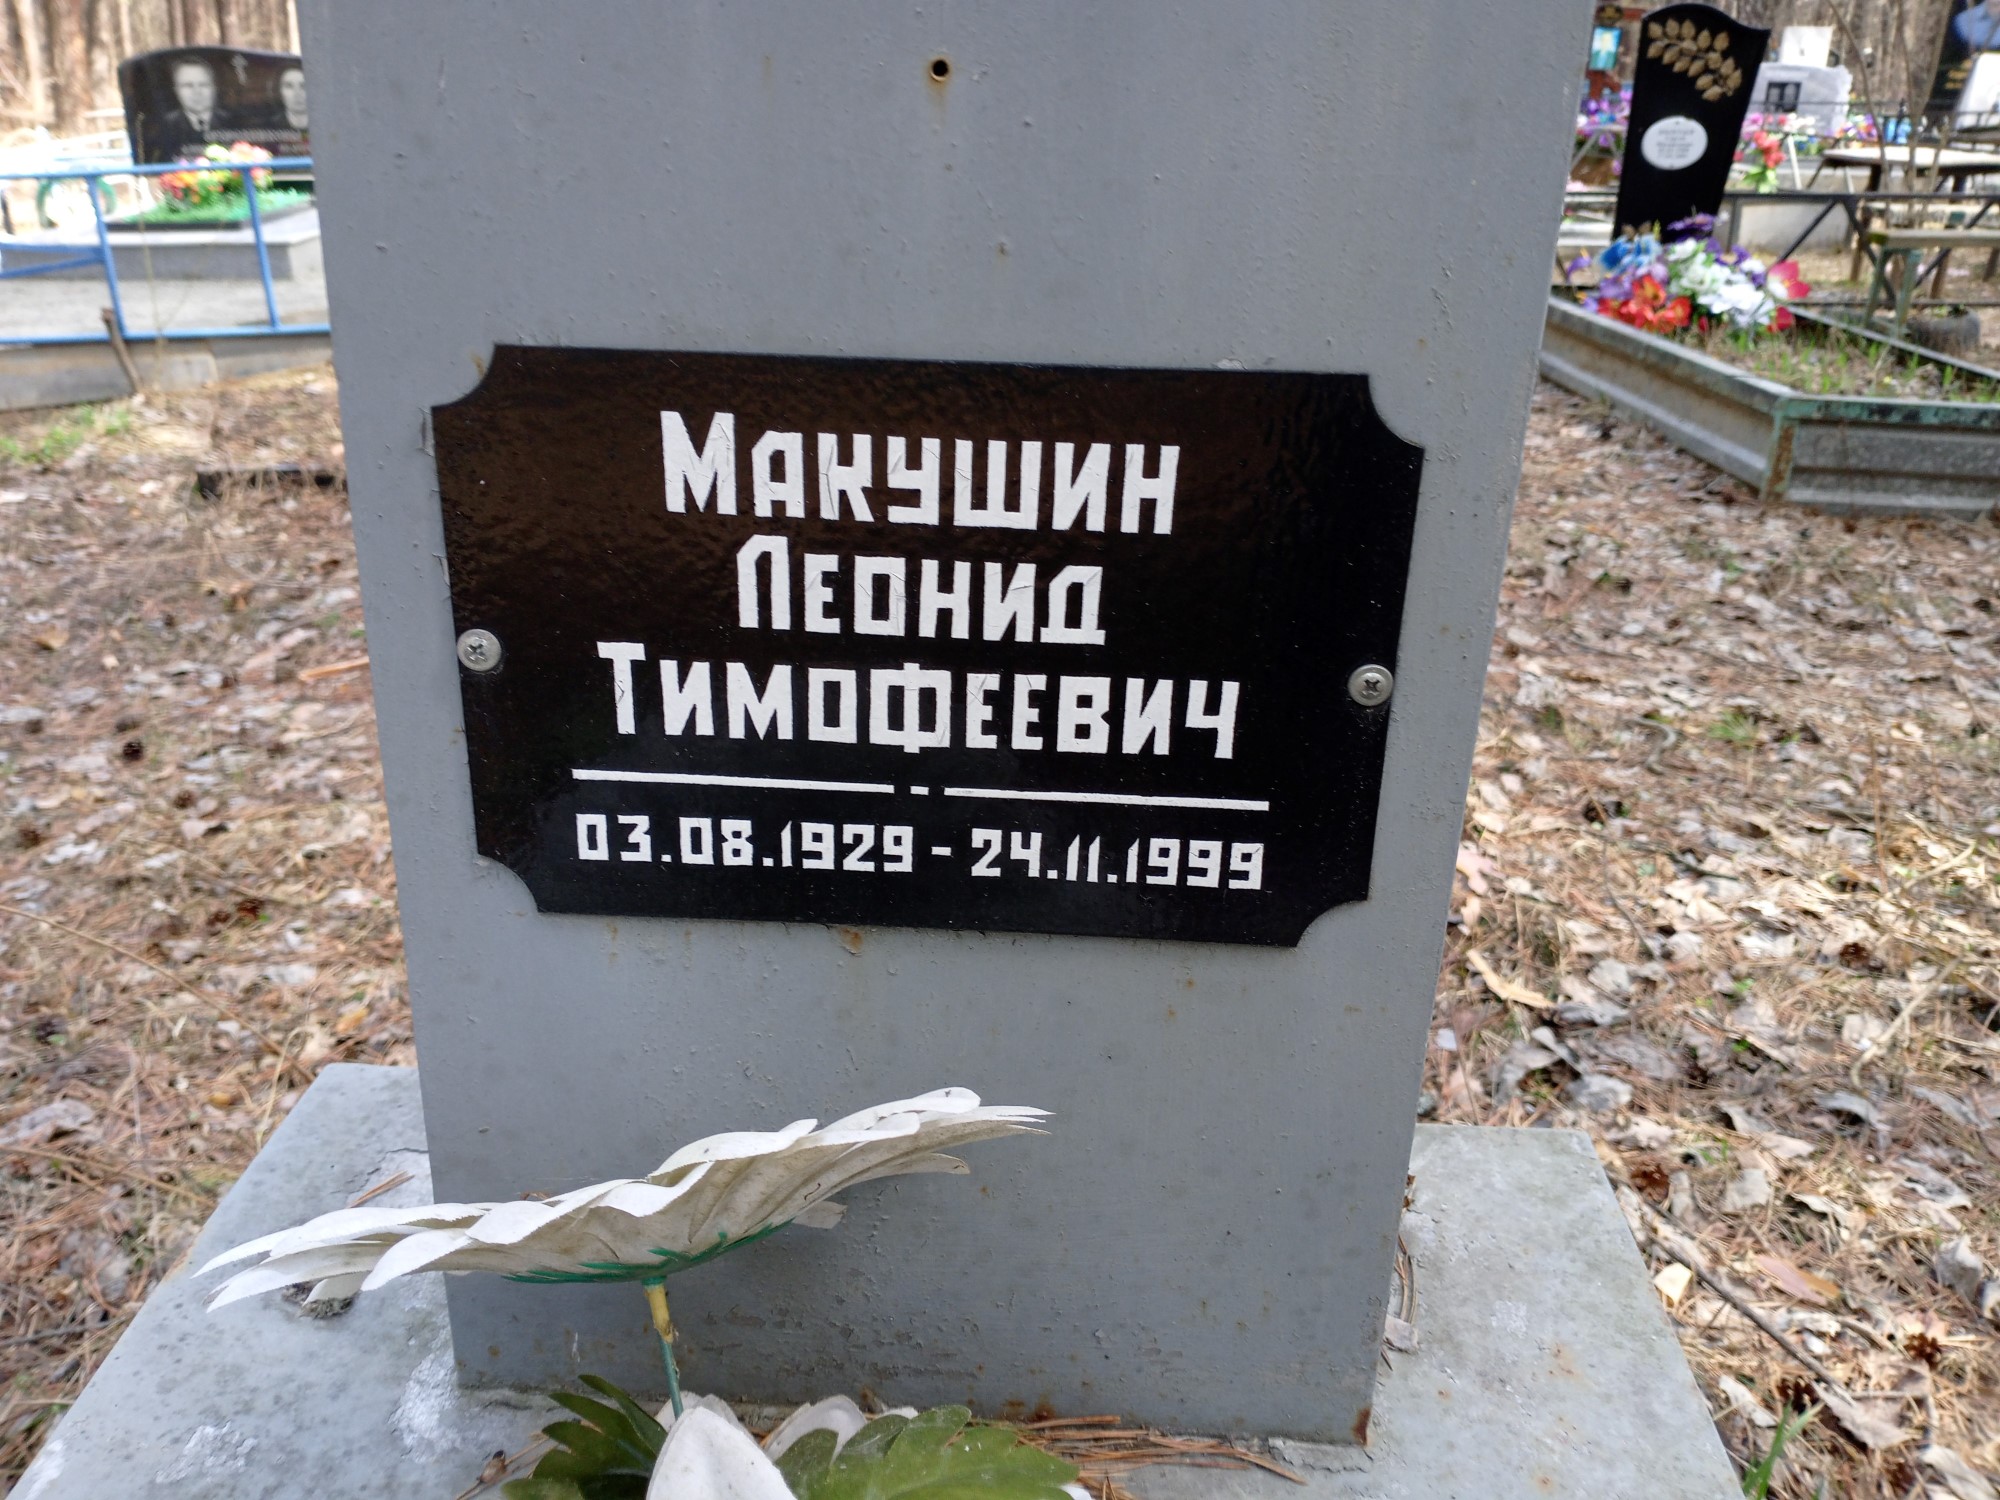 Макушин
Леонид
Тимофеевич
03.08.1929 - 24.11.1999